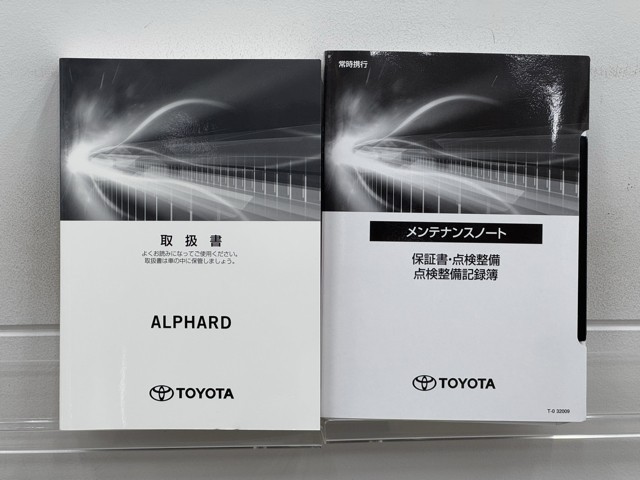 取扱書
よくお読みになってご使用ください。
取扱書は車の中に保管しましょう。
ALPHARD
TOYOTA
常時携行
メンテナンスノート
保証書・点検整備
点検整備記録簿
TOYOTA
T-0 32009